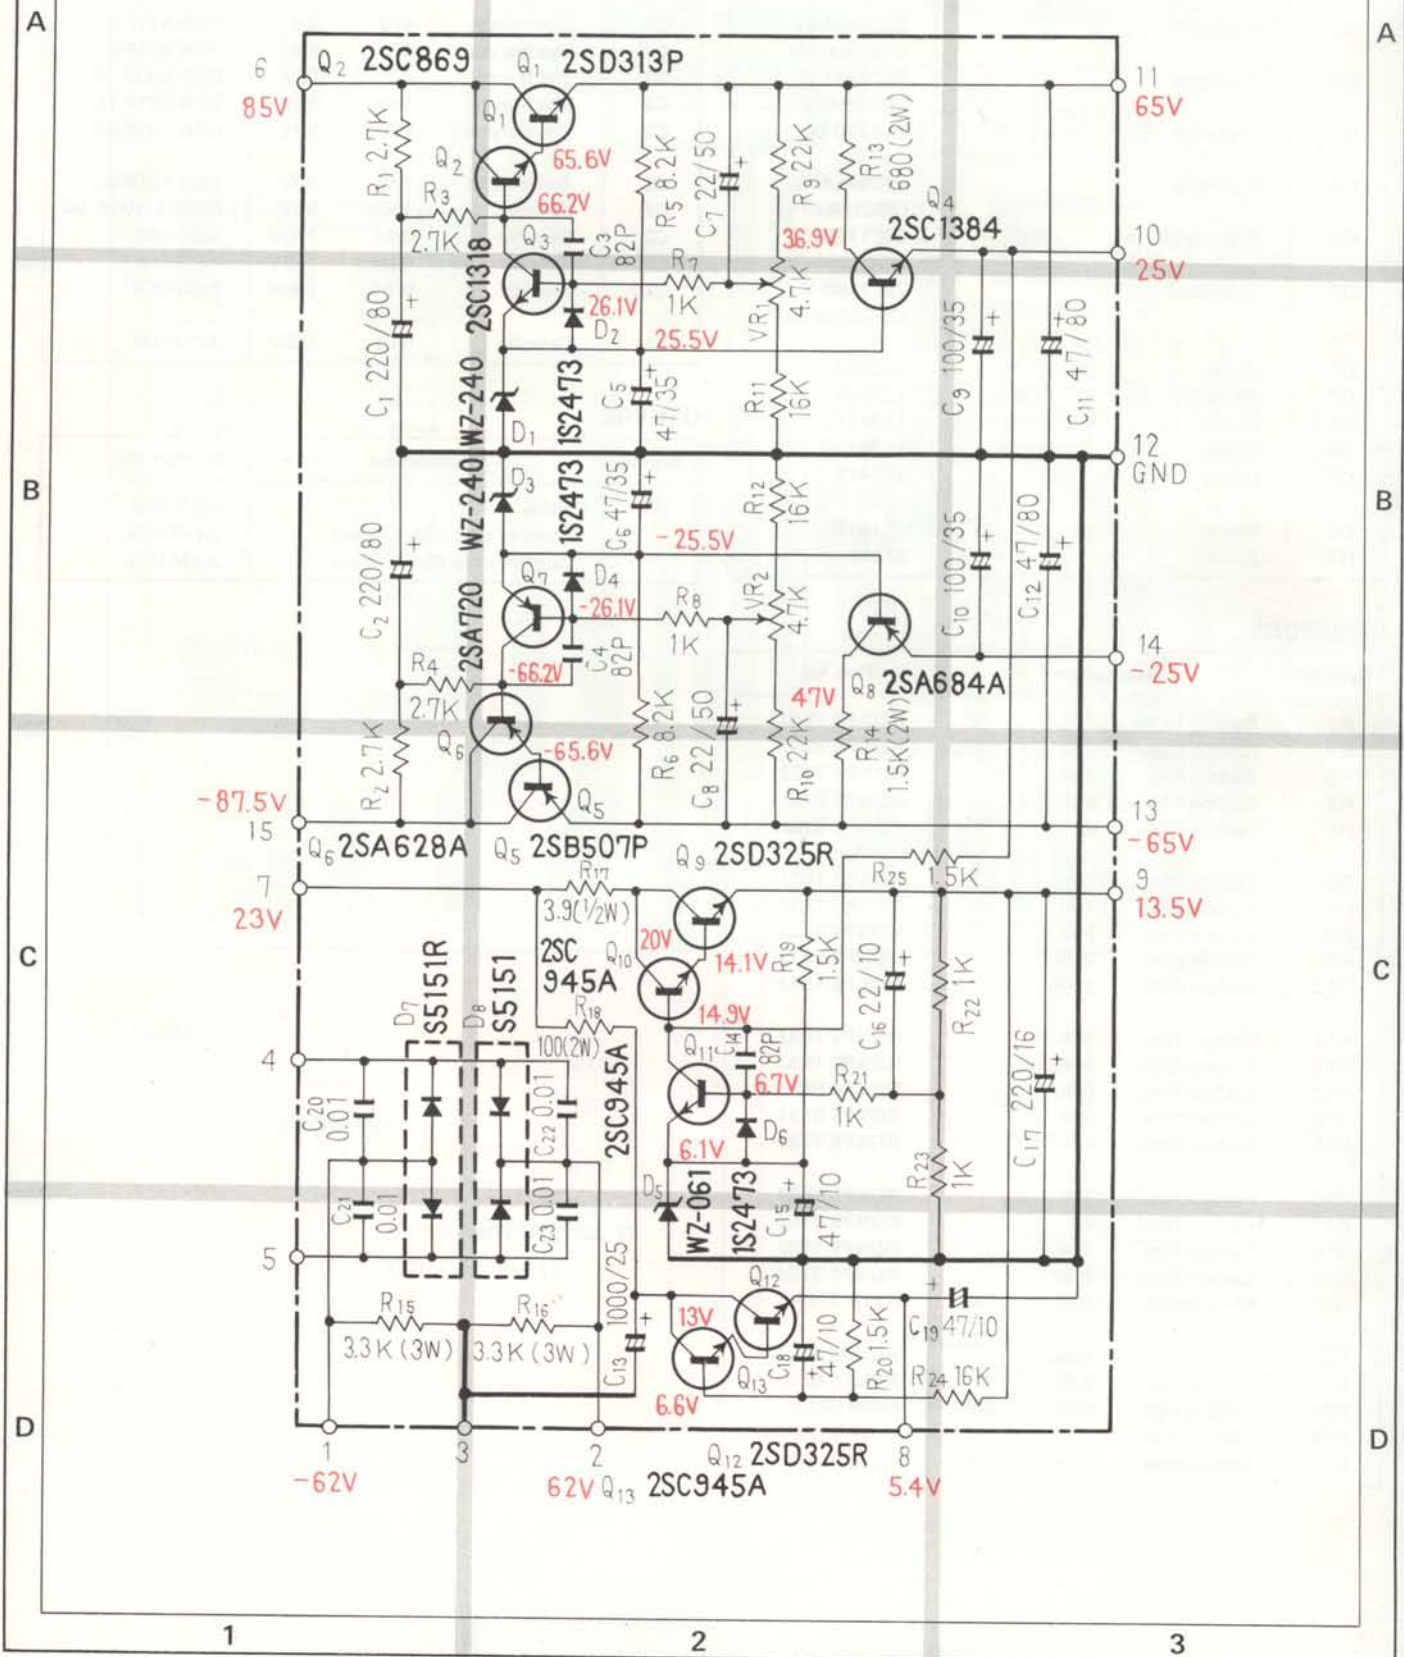 A
A
6
85V
Q2 2SC869
Q1 2SD313P
11
65V
Q1
Q2
65.6V
66.2V
R1 2.7K
R3
2.7K
R5 8.2K
C7 22/50
R9 22K
R13
680(2W)
Q4
2SC1384
36.9V
10
25V
2SC1318
Q3
C3
82P
R7
1K
26.1V
D2
25.5V
VR1
4.7K
C1 220/80
WZ-240
D1
1S2473
C5
47/35
R11
16K
C9 100/35
C11 47/80
12
GND
B
B
WZ-240
D3
1S2473
C6 47/35
R12
16K
-25.5V
C2 220/80
2SA720
Q7
D4
-26.1V
R8
1K
VR2
4.7K
C10 100/35
C12 47/80
14
-25V
R4
2.7K
-66.2V
C4
82P
47V
Q8 2SA684A
R2 2.7K
Q6
-65.6V
Q5
R6 8.2K
C8 22/50
R10 22K
R14
1.5K(2W)
-87.5V
15
13
-65V
Q6 2SA628A
Q5 2SB507P
Q9 2SD325R
R25
1.5K
7
23V
R17
3.9(1/2W)
9
13.5V
C
C
2SC
945A
Q10
20V
14.1V
14.9V
R19
1.5K
C16 22/10
R22 1K
D7
S5151R
D8
S5151
R18
100(2W)
2SC945A
4
Q11
C14
82P
6.7V
R21
1K
C17 220/16
C20
0.01
C22 0.01
6.1V
D6
R23
1K
C21
0.01
C23 0.01
D5
WZ-061
1S2473
C15
47/10
5
R15
3.3K(3W)
R16
3.3K(3W)
1000/25
C13
Q12
13V
Q13
6.6V
C18
47/10
R20 1.5K
C19 47/10
R24 16K
D
D
1
-62V
3
2
62V
Q12 2SD325R
Q13 2SC945A
8
5.4V
1
2
3